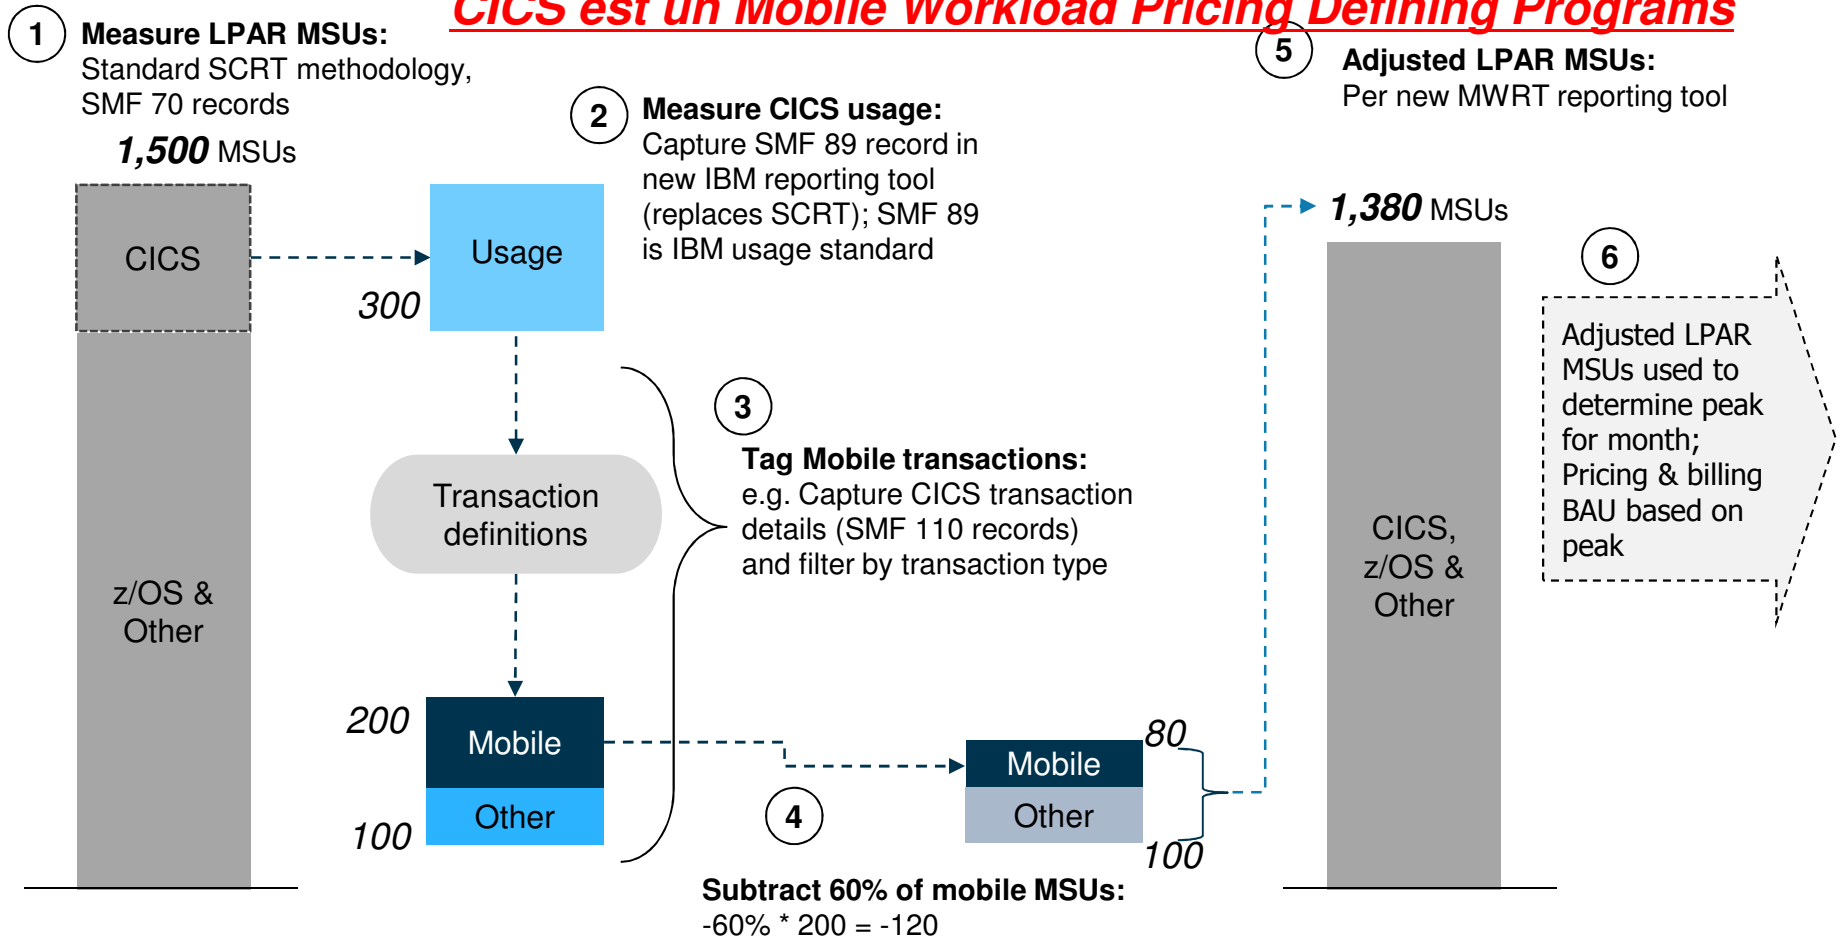 CICS est un Mobile Workload Pricing Defining Programs
1
Measure LPAR MSUs:
Standard SCRT methodology,
SMF 70 records
1,500 MSUs
CICS
z/OS &
Other
2
Measure CICS usage:
Capture SMF 89 record in
new IBM reporting tool
(replaces SCRT); SMF 89
is IBM usage standard
Usage
300
Transaction
definitions
3
Tag Mobile transactions:
e.g. Capture CICS transaction
details (SMF 110 records)
and filter by transaction type
200
Mobile
Other
100
4
Subtract 60% of mobile MSUs:
-60% * 200 = -120
80
Mobile
Other
100
5
Adjusted LPAR MSUs:
Per new MWRT reporting tool
1,380 MSUs
CICS,
z/OS &
Other
6
Adjusted LPAR
MSUs used to
determine peak
for month;
Pricing & billing
BAU based on
peak